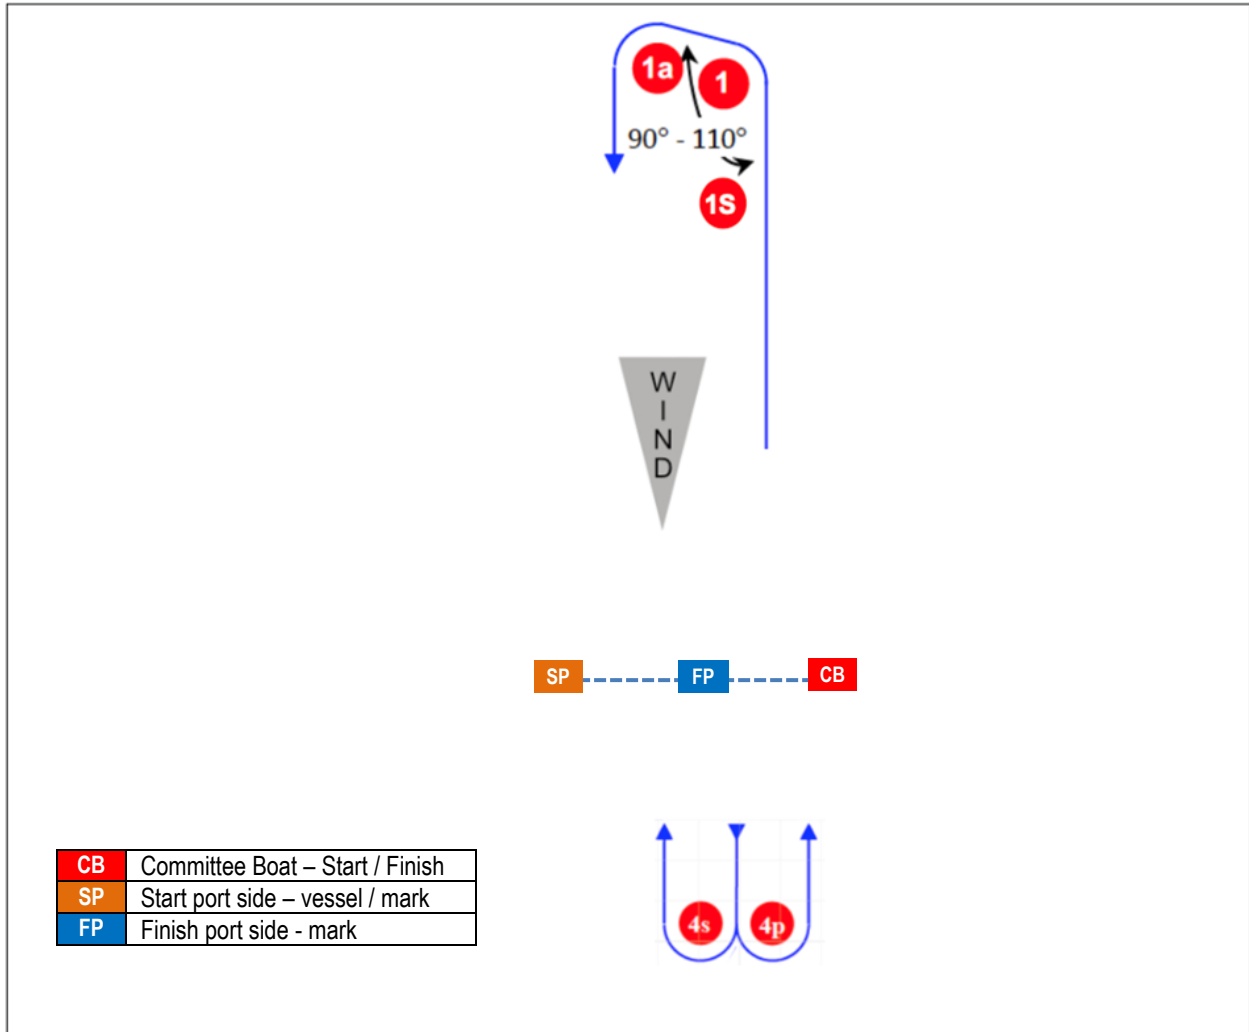 1a
1
90° - 110°
1S
W
I
N
D
SP
FP
CB
CB Committee Boat – Start / Finish
SP Start port side – vessel / mark
FP Finish port side - mark
4s
4p